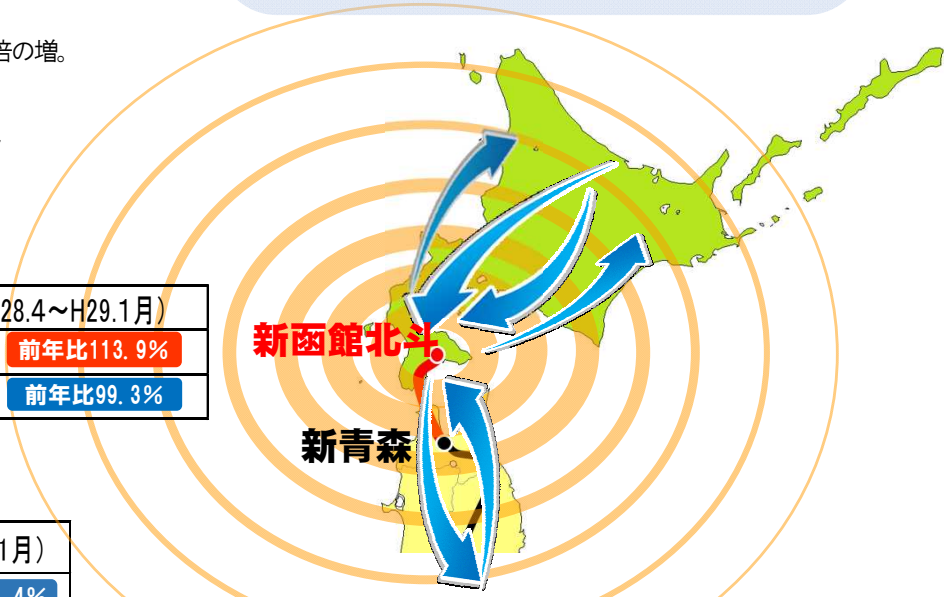 倍の増。
28.4～H29.1月）
前年比113.9％
前年比99.3％
新函館北斗
新青森
1月）
4％